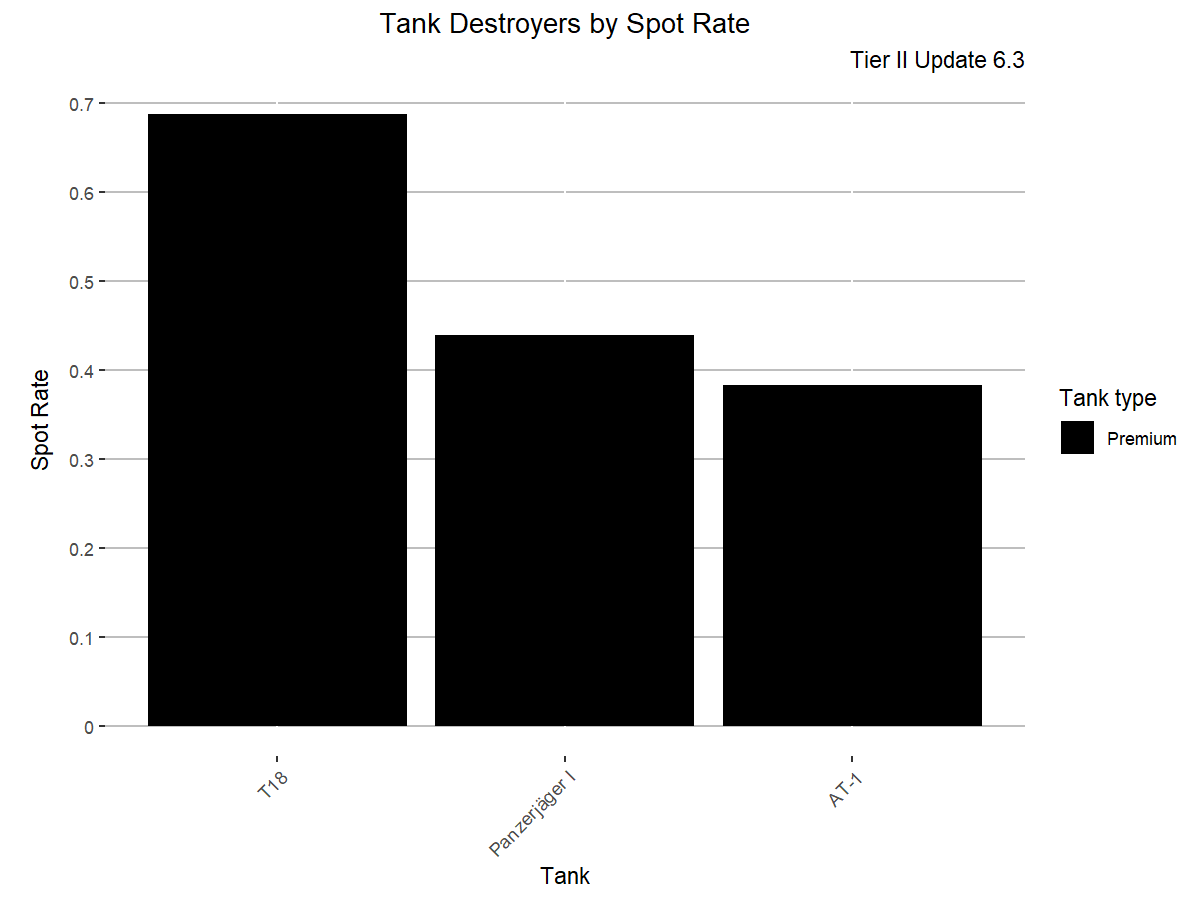 Tank Destroyers by Spot Rate
Tier II Update 6.3
Spot Rate
0.7
0.6
0.5
0.4
0.3
0.2
0.1
0
T18
Panzerjäger I
AT-1
Tank
Tank type
Premium